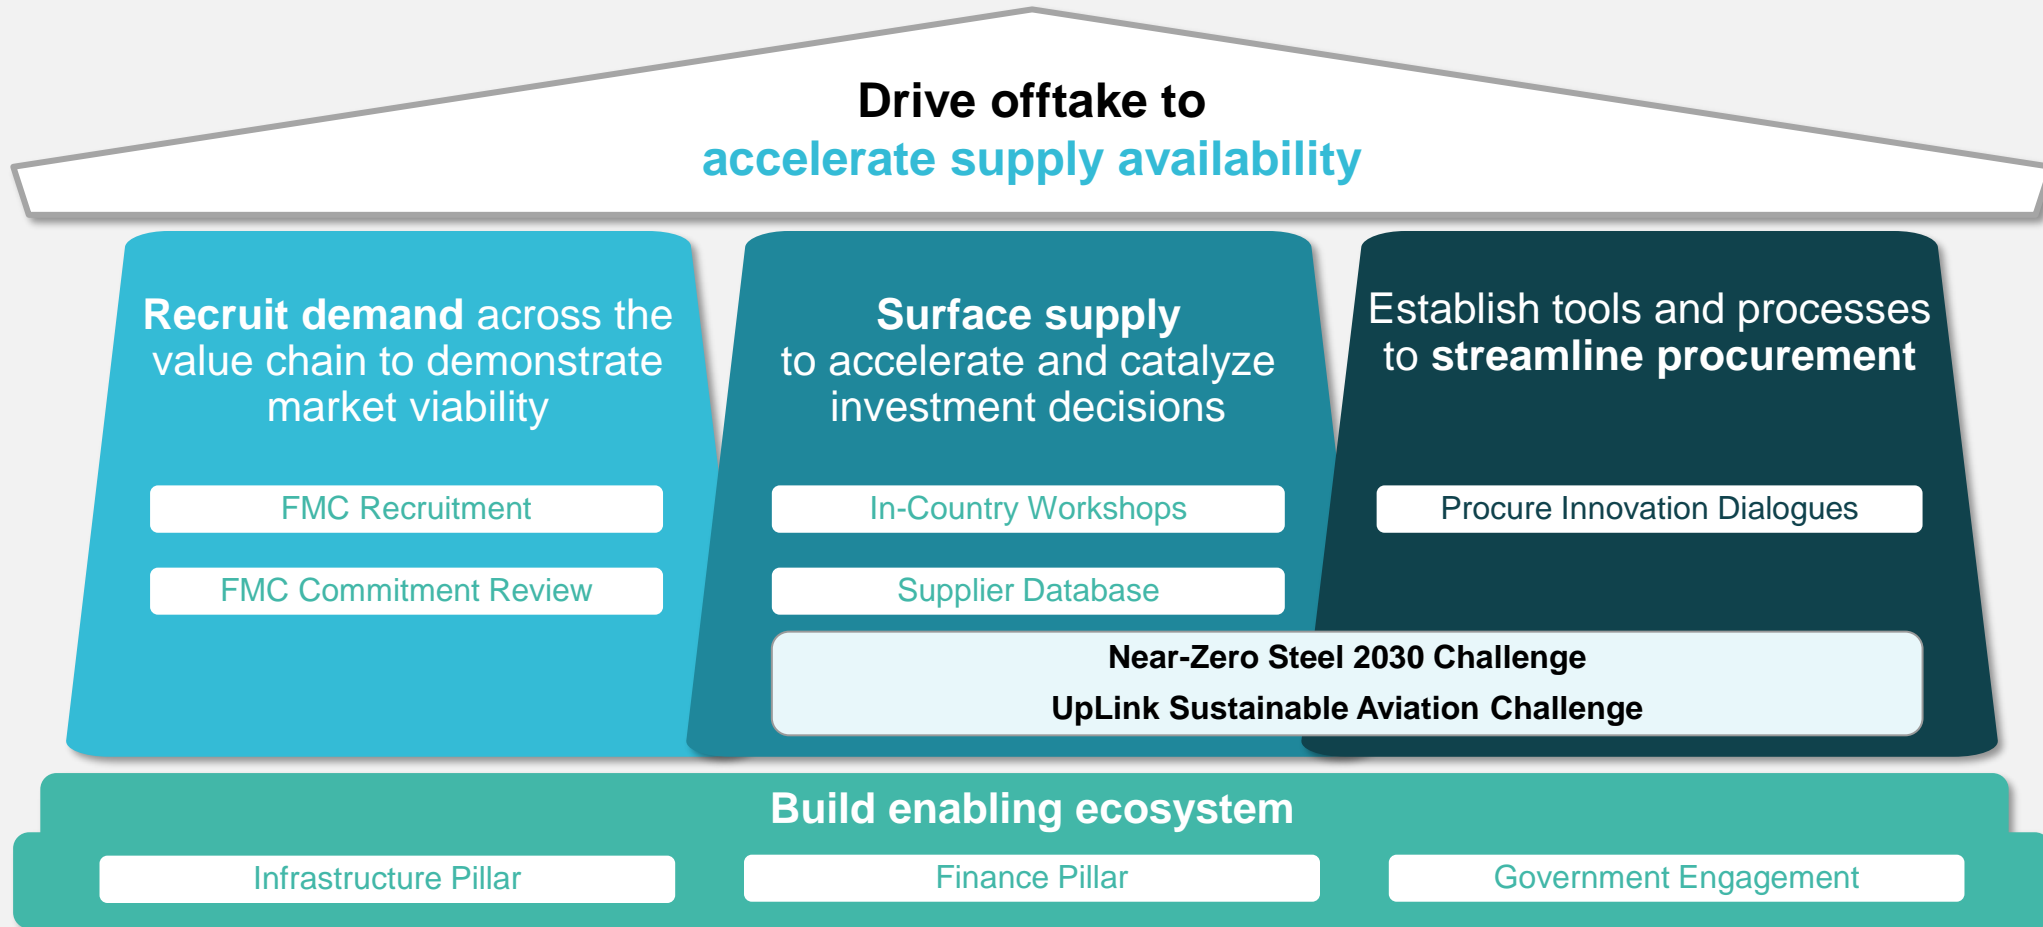 Drive offtake to
accelerate supply availability
Recruit demand across the
value chain to demonstrate
market viability
FMC Recruitment
FMC Commitment Review
Surface supply
to accelerate and catalyze
investment decisions
In-Country Workshops
Supplier Database
Establish tools and processes
to streamline procurement
Procure Innovation Dialogues
Near-Zero Steel 2030 Challenge
UpLink Sustainable Aviation Challenge
Build enabling ecosystem
Infrastructure Pillar
Finance Pillar
Government Engagement